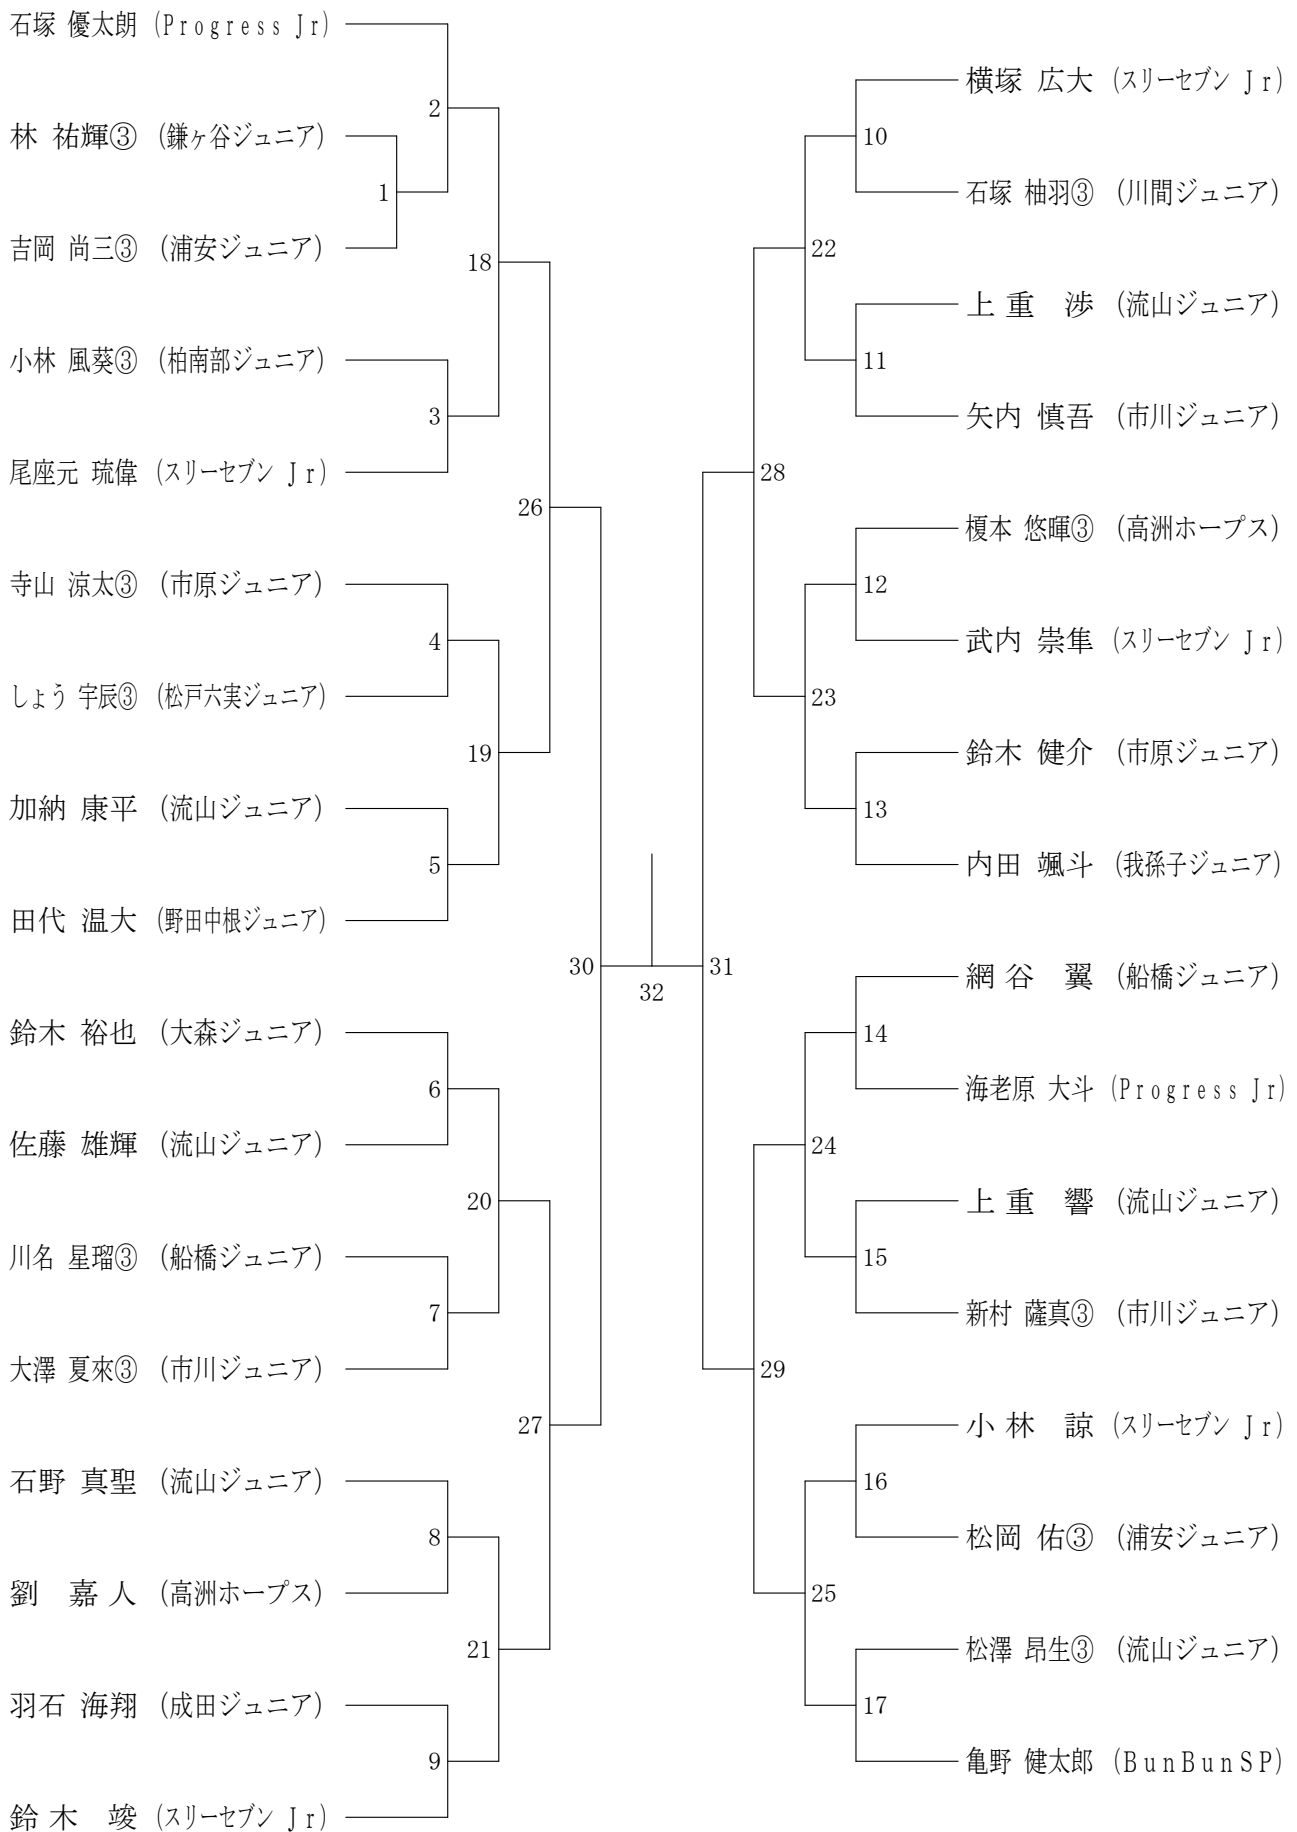 石塚 優太朗 (Progress Jr)
林 祐輝③ (鎌ヶ谷ジュニア)
吉岡 尚三③ (浦安ジュニア)
小林 風葵③ (柏南部ジュニア)
尾座元 琉偉 (スリーセブン Jr)
寺山 涼太③ (市原ジュニア)
しょう 宇辰③ (松戸六実ジュニア)
加納 康平 (流山ジュニア)
田代 温大 (野田中根ジュニア)
鈴木 裕也 (大森ジュニア)
佐藤 雄輝 (流山ジュニア)
川名 星瑠③ (船橋ジュニア)
大澤 夏來③ (市川ジュニア)
石野 真聖 (流山ジュニア)
劉 嘉人 (高洲ホープス)
羽石 海翔 (成田ジュニア)
鈴木 竣 (スリーセブン Jr)
1
2
3
4
5
6
7
8
9
18
19
20
21
26
27
30
32
31
28
29
22
23
24
25
10
11
12
13
14
15
16
17
横塚 広大 (スリーセブン Jr)
石塚 柚羽③ (川間ジュニア)
上重 渉 (流山ジュニア)
矢内 慎吾 (市川ジュニア)
榎本 悠暉③ (高洲ホープス)
武内 崇隼 (スリーセブン Jr)
鈴木 健介 (市原ジュニア)
内田 颯斗 (我孫子ジュニア)
網谷 翼 (船橋ジュニア)
海老原 大斗 (Progress Jr)
上重 響 (流山ジュニア)
新村 薩真③ (市川ジュニア)
小林 諒 (スリーセブン Jr)
松岡 佑③ (浦安ジュニア)
松澤 昂生③ (流山ジュニア)
亀野 健太郎 (BunBunSP)